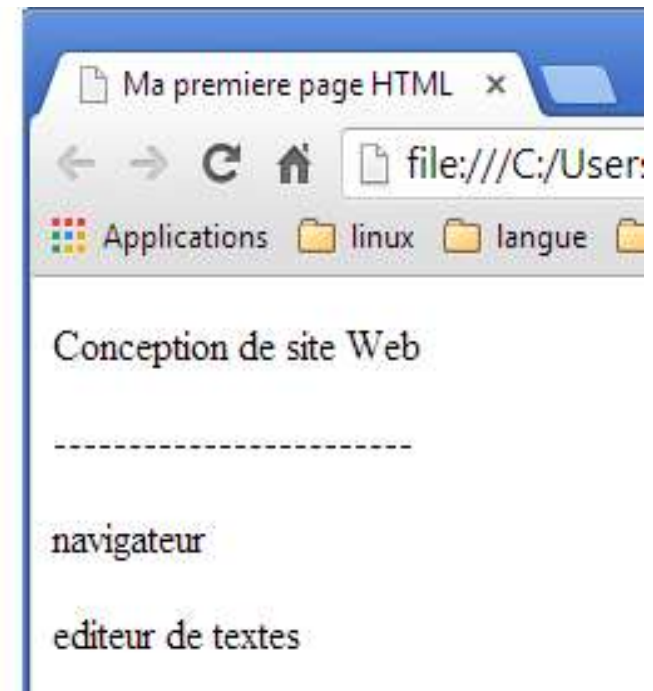 Ma premiere page HTML
file:///C:/Users
Applications linux langue
Conception de site Web
------------------------
navigateur
editeur de textes